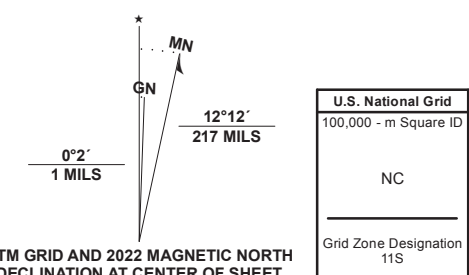 ★
MN
GN
12°12´
217 MILS
0°2´
1 MILS
TM GRID AND 2022 MAGNETIC NORTH
DECLINATION AT CENTER OF SHEET
U.S. National Grid
100,000 - m Square ID
NC
Grid Zone Designation
11S